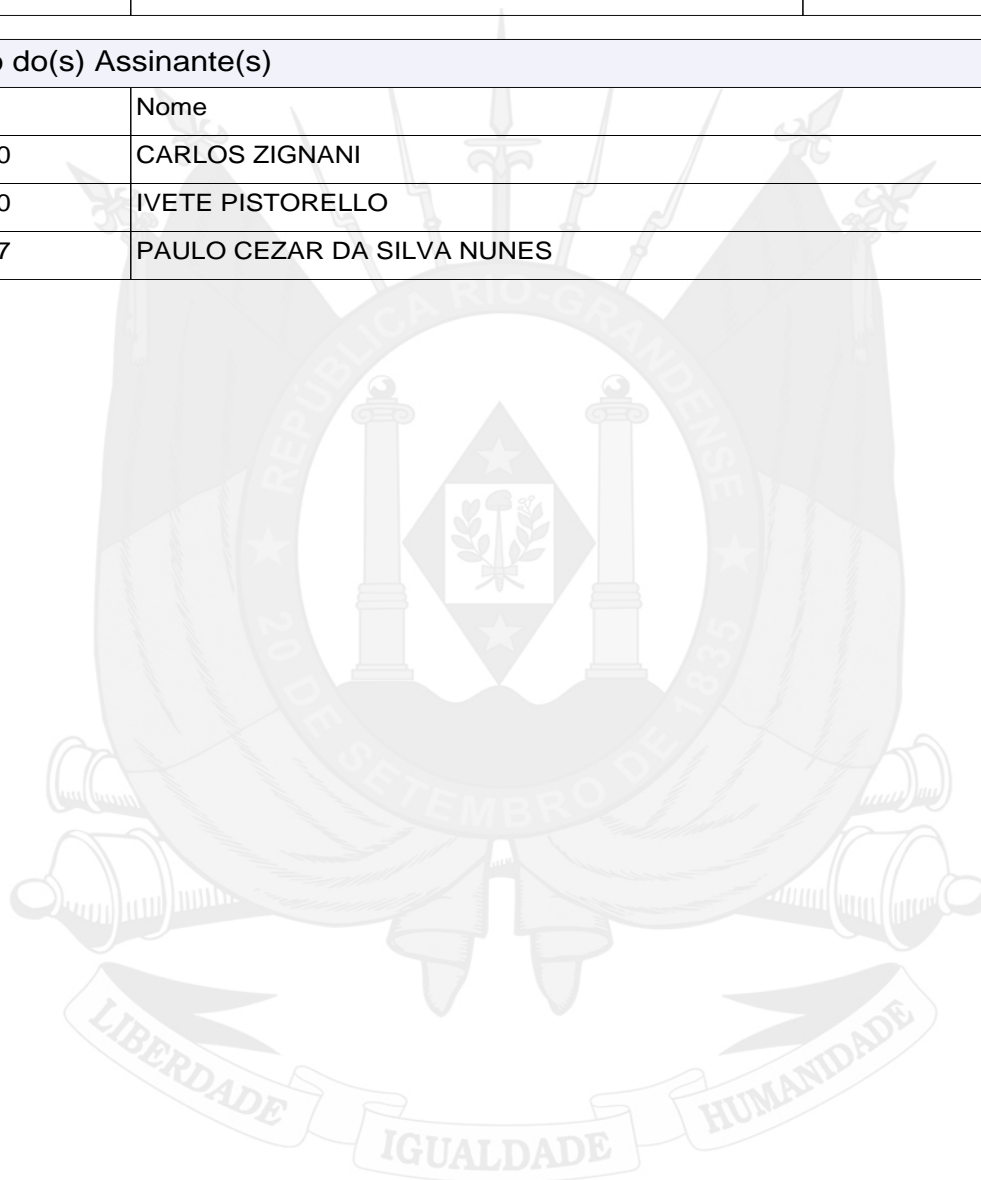 o do(s) Assinante(s)
Nome
0 CARLOS ZIGNANI
0 IVETE PISTORELLO
7 PAULO CEZAR DA SILVA NUNES
REPÚBLICA RIO-GRANDENSE
20 DE SETEMBRO DE 1835
LIBERDADE
IGUALDADE
HUMANIDADE